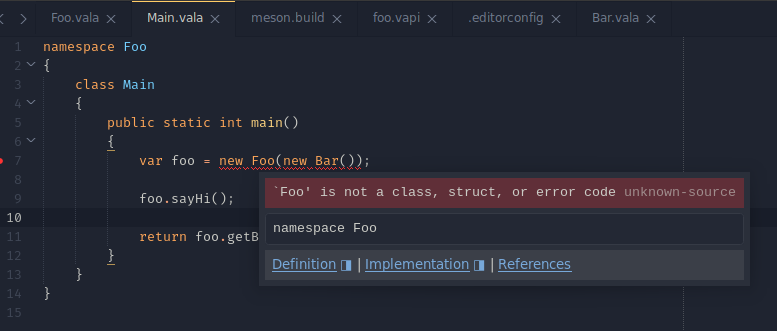 Foo.vala × Main.vala × meson.build × foo.vapi × .editorconfig × Bar.vala ×
1 namespace Foo
2 {
3 class Main
4 {
5 public static int main()
6 {
7 var foo = new Foo(new Bar());
8
`Foo' is not a class, struct, or error code unknown-source
9 foo.sayHi();
10
namespace Foo
11 return foo.getB
12 }
Definition | Implementation | References
13 }
14 }
15